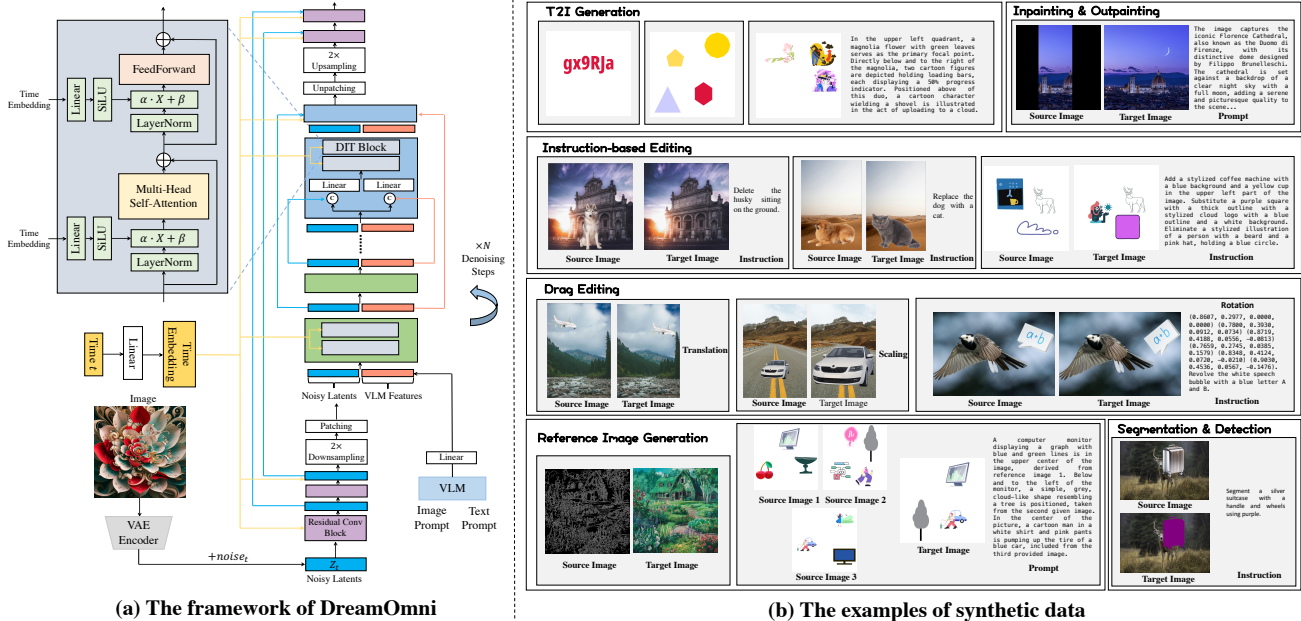 FeedForward
Time
Embedding
Linear
SiLU
α · X + β
LayerNorm
Multi-Head
Self-Attention
Time
Embedding
Linear
SiLU
α · X + β
LayerNorm
Time t
Linear
Time
Embedding
Image
VAE
Encoder
+noise_t
2×
Upsampling
Unpatching
DIT Block
Linear
Linear
C
C
×N
Denoising
Steps
Noisy Latents
VLM Features
Patching
2×
Downsampling
Linear
VLM
Image
Prompt
Text
Prompt
Residual Conv
Block
Z_t
Noisy Latents
(a) The framework of DreamOmni
T2I Generation
gx9RJa
In the upper left quadrant, a
magnolia flower with green leaves
serves as the primary focal point.
Directly below and to the right of
the magnolia, two cartoon figures
are depicted holding loading bars,
each displaying a 50% progress
indicator. Positioned above of
this duo, a cartoon character
wielding a shovel is illustrated
in the act of uploading to a cloud.
Inpainting & Outpainting
The image captures the
iconic Florence Cathedral,
also known as the Duomo di
Firenze, with its
distinctive dome designed
by Filippo Brunelleschi.
The cathedral is set
against a backdrop of a
clear night sky with a
full moon, adding a serene
and picturesque quality to
the scene...
Source Image
Target Image
Prompt
Instruction-based Editing
Delete the
husky sitting
on the ground.
Source Image
Target Image
Instruction
Replace the
dog with a
cat.
Source Image
Target Image
Instruction
Add a stylized coffee machine with
a blue background and a yellow cup
in the upper left part of the
image. Substitute a purple square
with a thick outline with a
stylized cloud logo with a blue
outline and a white background.
Eliminate a stylized illustration
of a person with a beard and a
pink hat, holding a blue circle.
Source Image
Target Image
Instruction
Drag Editing
Translation
Source Image
Target Image
Scaling
Source Image
Target Image
Rotation
a·b
a·b
(0.8607, 0.2977, 0.0000,
0.0000) (0.7800, 0.3930,
0.0912, 0.0734) (0.8719,
0.4188, 0.0556, -0.0813)
(0.7659, 0.2745, 0.0385,
0.1579) (0.8348, 0.4124,
0.0720, -0.0210) (0.9030,
0.4536, 0.0567, -0.1476).
Revolve the white speech
bubble with a blue letter A
and B.
Source Image
Target Image
Instruction
Reference Image Generation
Source Image
Target Image
Source Image 1
Source Image 2
Source Image 3
Target Image
A computer monitor
displaying a graph with
blue and green lines is in
the upper center of the
image, derived from
reference image 1. Below
and to the left of the
monitor, a simple, grey,
cloud-like shape resembling
a tree is positioned, taken
from the second given image.
In the center of the
picture, a cartoon man in a
white shirt and pink pants
is pumping up the tire of a
blue car, included from the
third provided image.
Prompt
Segmentation & Detection
Source Image
Segment a silver
suitcase with a
handle and wheels
using purple.
Target Image
Instruction
(b) The examples of synthetic data